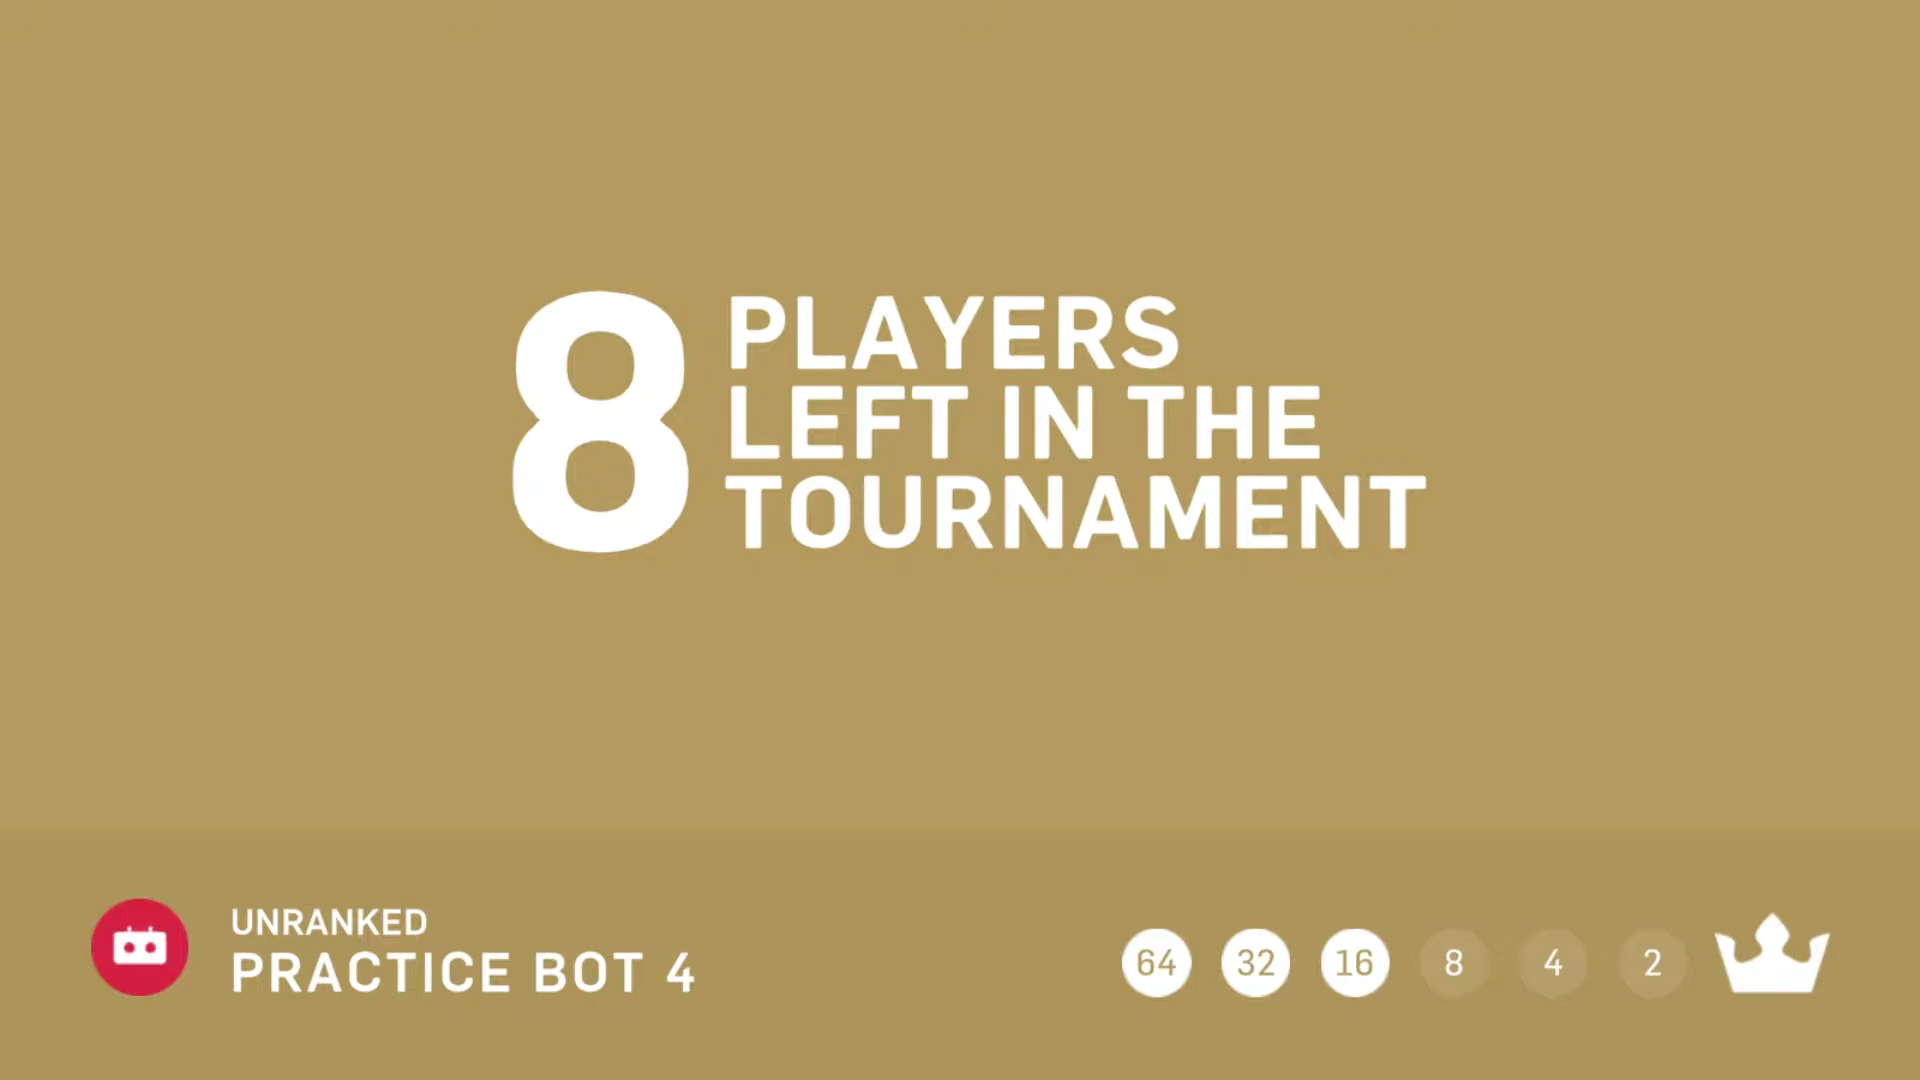 8
PLAYERS
LEFT IN THE
TOURNAMENT
UNRANKED
PRACTICE BOT 4
64 32 16 8 4 2